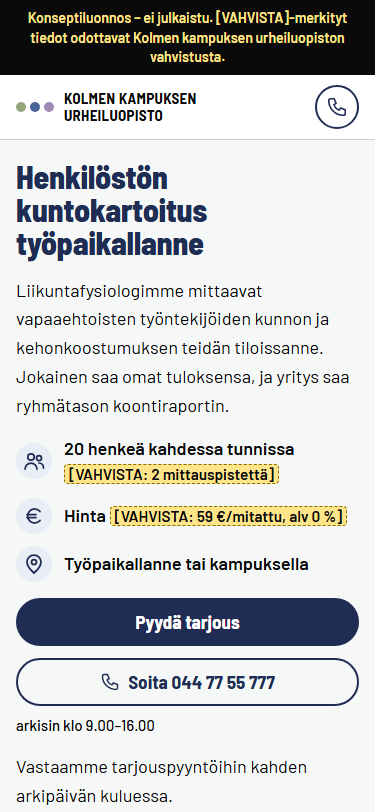 Konseptiluonnos – ei julkaistu. [VAHVISTA]-merkityt
tiedot odottavat Kolmen kampuksen urheiluopiston
vahvistusta.
KOLMEN KAMPUKSEN
URHEILUOPISTO
Henkilöstön
kuntokartoitus
työpaikallanne
Liikuntafysiologimme mittaavat
vapaaehtoisten työntekijöiden kunnon ja
kehonkoostumuksen teidän tiloissanne.
Jokainen saa omat tuloksensa, ja yritys saa
ryhmätason koontiraportin.
20 henkeä kahdessa tunnissa
[VAHVISTA: 2 mittauspistettä]
Hinta [VAHVISTA: 59 €/mitattu, alv 0 %]
Työpaikallanne tai kampuksella
Pyydä tarjous
Soita 044 77 55 777
arkisin klo 9.00–16.00
Vastaamme tarjouspyyntöihin kahden
arkipäivän kuluessa.